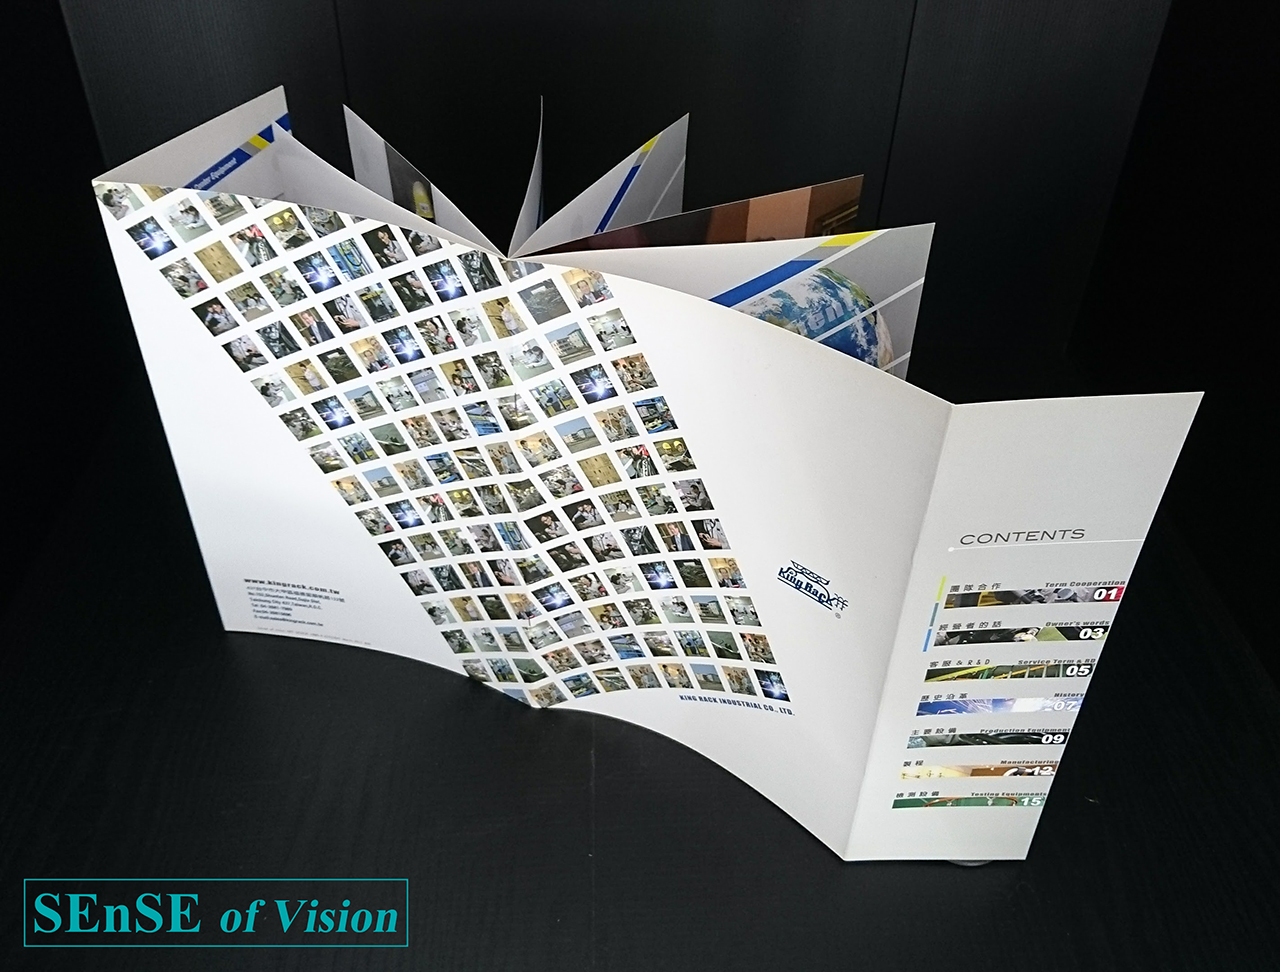 King Rack
®
www.kingrack.com.tw
KING RACK INDUSTRIAL CO., LTD.
CONTENTS
團隊合作 Term Cooperation
01
經營者的話 Owner's words
03
客服&R&D Service Term & RD
05
歷史沿革 History
07
主要設備 Production Equipment
09
製程 Manufacturing
12
檢測設備 Testing Equipments
15
SEnSE of Vision